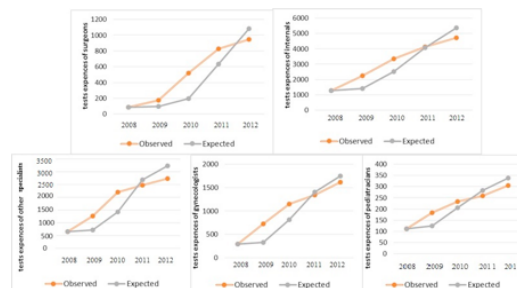 tests expences of surgeons
1200
1000
800
600
400
200
0
2008 2009 2010 2011 2012
Observed Expected
tests expences of internals
6000
5000
4000
3000
2000
1000
0
2008 2009 2010 2011 2012
Observed Expected
tests expences of other specialists
3500
3000
2500
2000
1500
1000
500
0
2008 2009 2010 2011 2012
Observed Expected
tests expences of gynecologists
2000
1500
1000
500
0
2008 2009 2010 2011 2012
Observed Expected
tests expences of pediatracians
400
350
300
250
200
150
100
50
0
2008 2009 2010 2011 201
Observed Expected